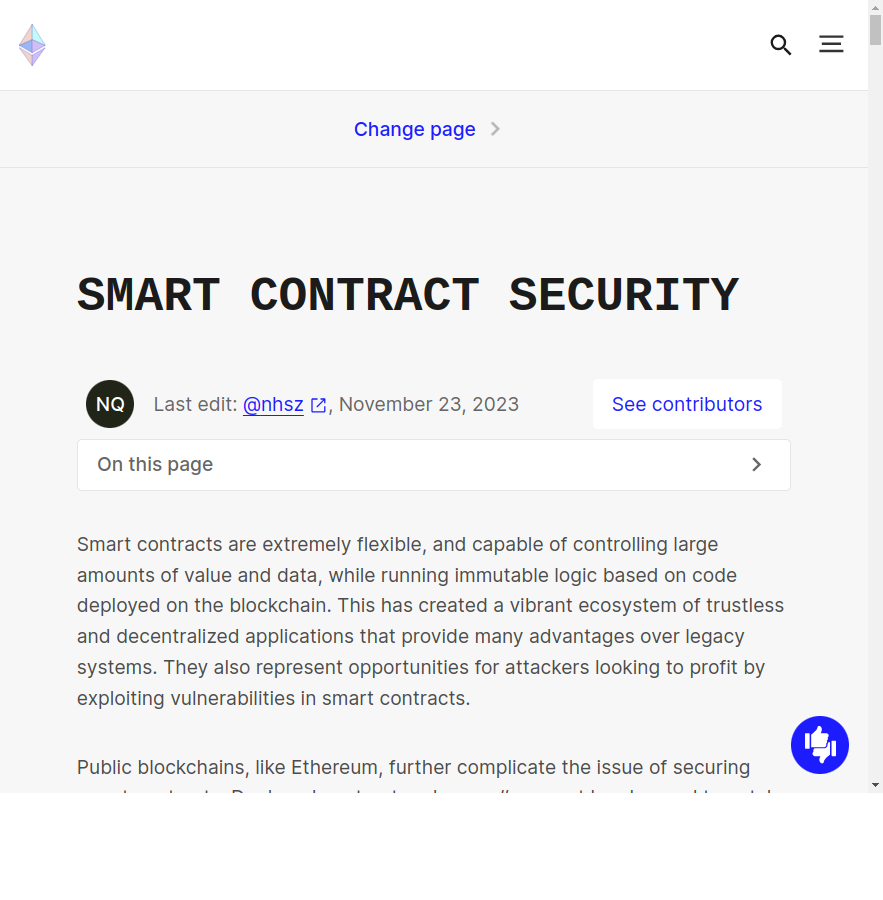 Change page
SMART CONTRACT SECURITY
NQ Last edit: @nhsz , November 23, 2023 See contributors
On this page
Smart contracts are extremely flexible, and capable of controlling large
amounts of value and data, while running immutable logic based on code
deployed on the blockchain. This has created a vibrant ecosystem of trustless
and decentralized applications that provide many advantages over legacy
systems. They also represent opportunities for attackers looking to profit by
exploiting vulnerabilities in smart contracts.
Public blockchains, like Ethereum, further complicate the issue of securing